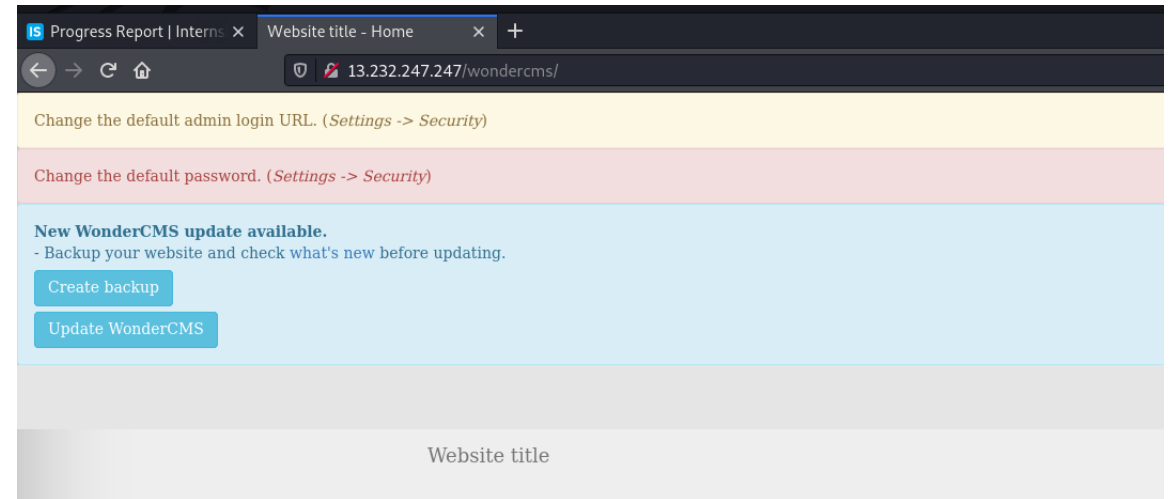 IS Progress Report | Interns
Website title - Home
13.232.247.247/wondercms/
Change the default admin login URL. (Settings -> Security)
Change the default password. (Settings -> Security)
New WonderCMS update available.
- Backup your website and check what's new before updating.
Create backup
Update WonderCMS
Website title